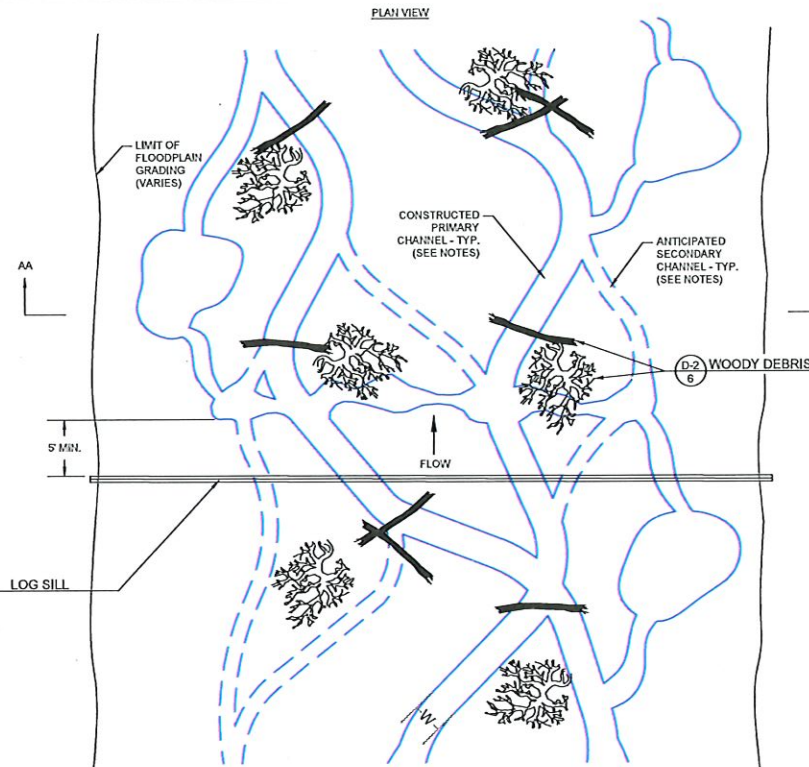 PLAN VIEW
LIMIT OF
FLOODPLAIN
GRADING
(VARIES)
CONSTRUCTED
PRIMARY
CHANNEL - TYP.
(SEE NOTES)
ANTICIPATED
SECONDARY
CHANNEL - TYP.
(SEE NOTES)
AA
D-2
6
WOODY DEBRIS
5' MIN.
FLOW
LOG SILL
W